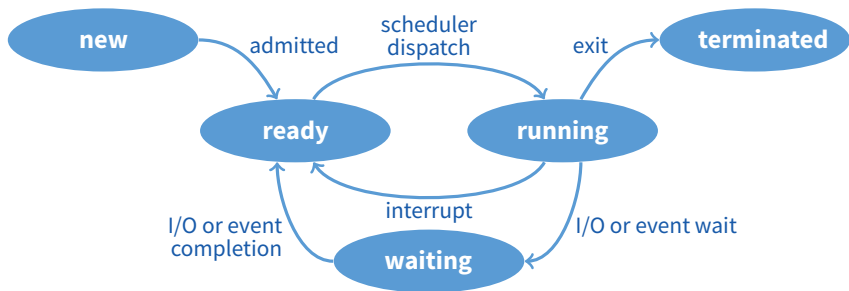 new
admitted
scheduler
dispatch
exit
terminated
ready
running
interrupt
I/O or event
completion
I/O or event wait
waiting